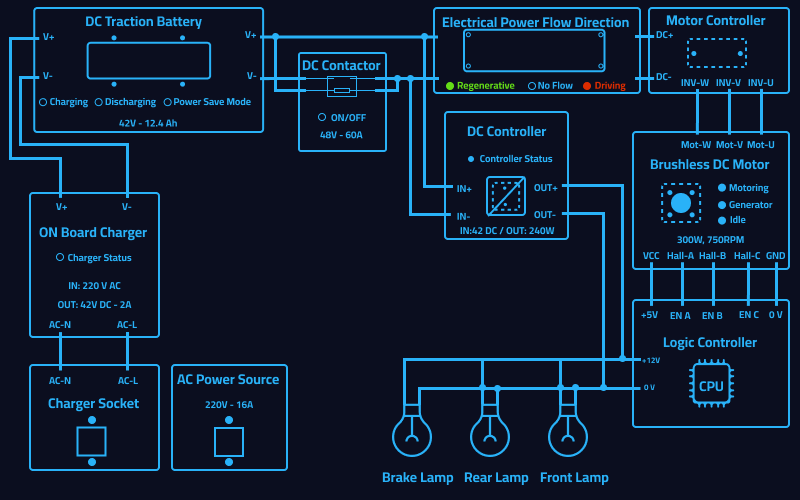 DC Traction Battery
V+
V+
V-
V-
Charging
Discharging
Power Save Mode
42V - 12.4 Ah
DC Contactor
ON/OFF
48V - 60A
Electrical Power Flow Direction
Regenerative
No Flow
Driving
Motor Controller
DC+
DC-
INV-W
INV-V
INV-U
DC Controller
Controller Status
IN+
OUT+
IN-
OUT-
IN:42 DC / OUT: 240W
Mot-W
Mot-V
Mot-U
Brushless DC Motor
Motoring
Generator
Idle
300W, 750RPM
VCC
Hall-A
Hall-B
Hall-C
GND
V+
V-
ON Board Charger
Charger Status
IN: 220 V AC
OUT: 42V DC - 2A
AC-N
AC-L
+5V
EN A
EN B
EN C
0 V
Logic Controller
+12V
0 V
CPU
AC-N
AC-L
Charger Socket
AC Power Source
220V - 16A
Brake Lamp
Rear Lamp
Front Lamp